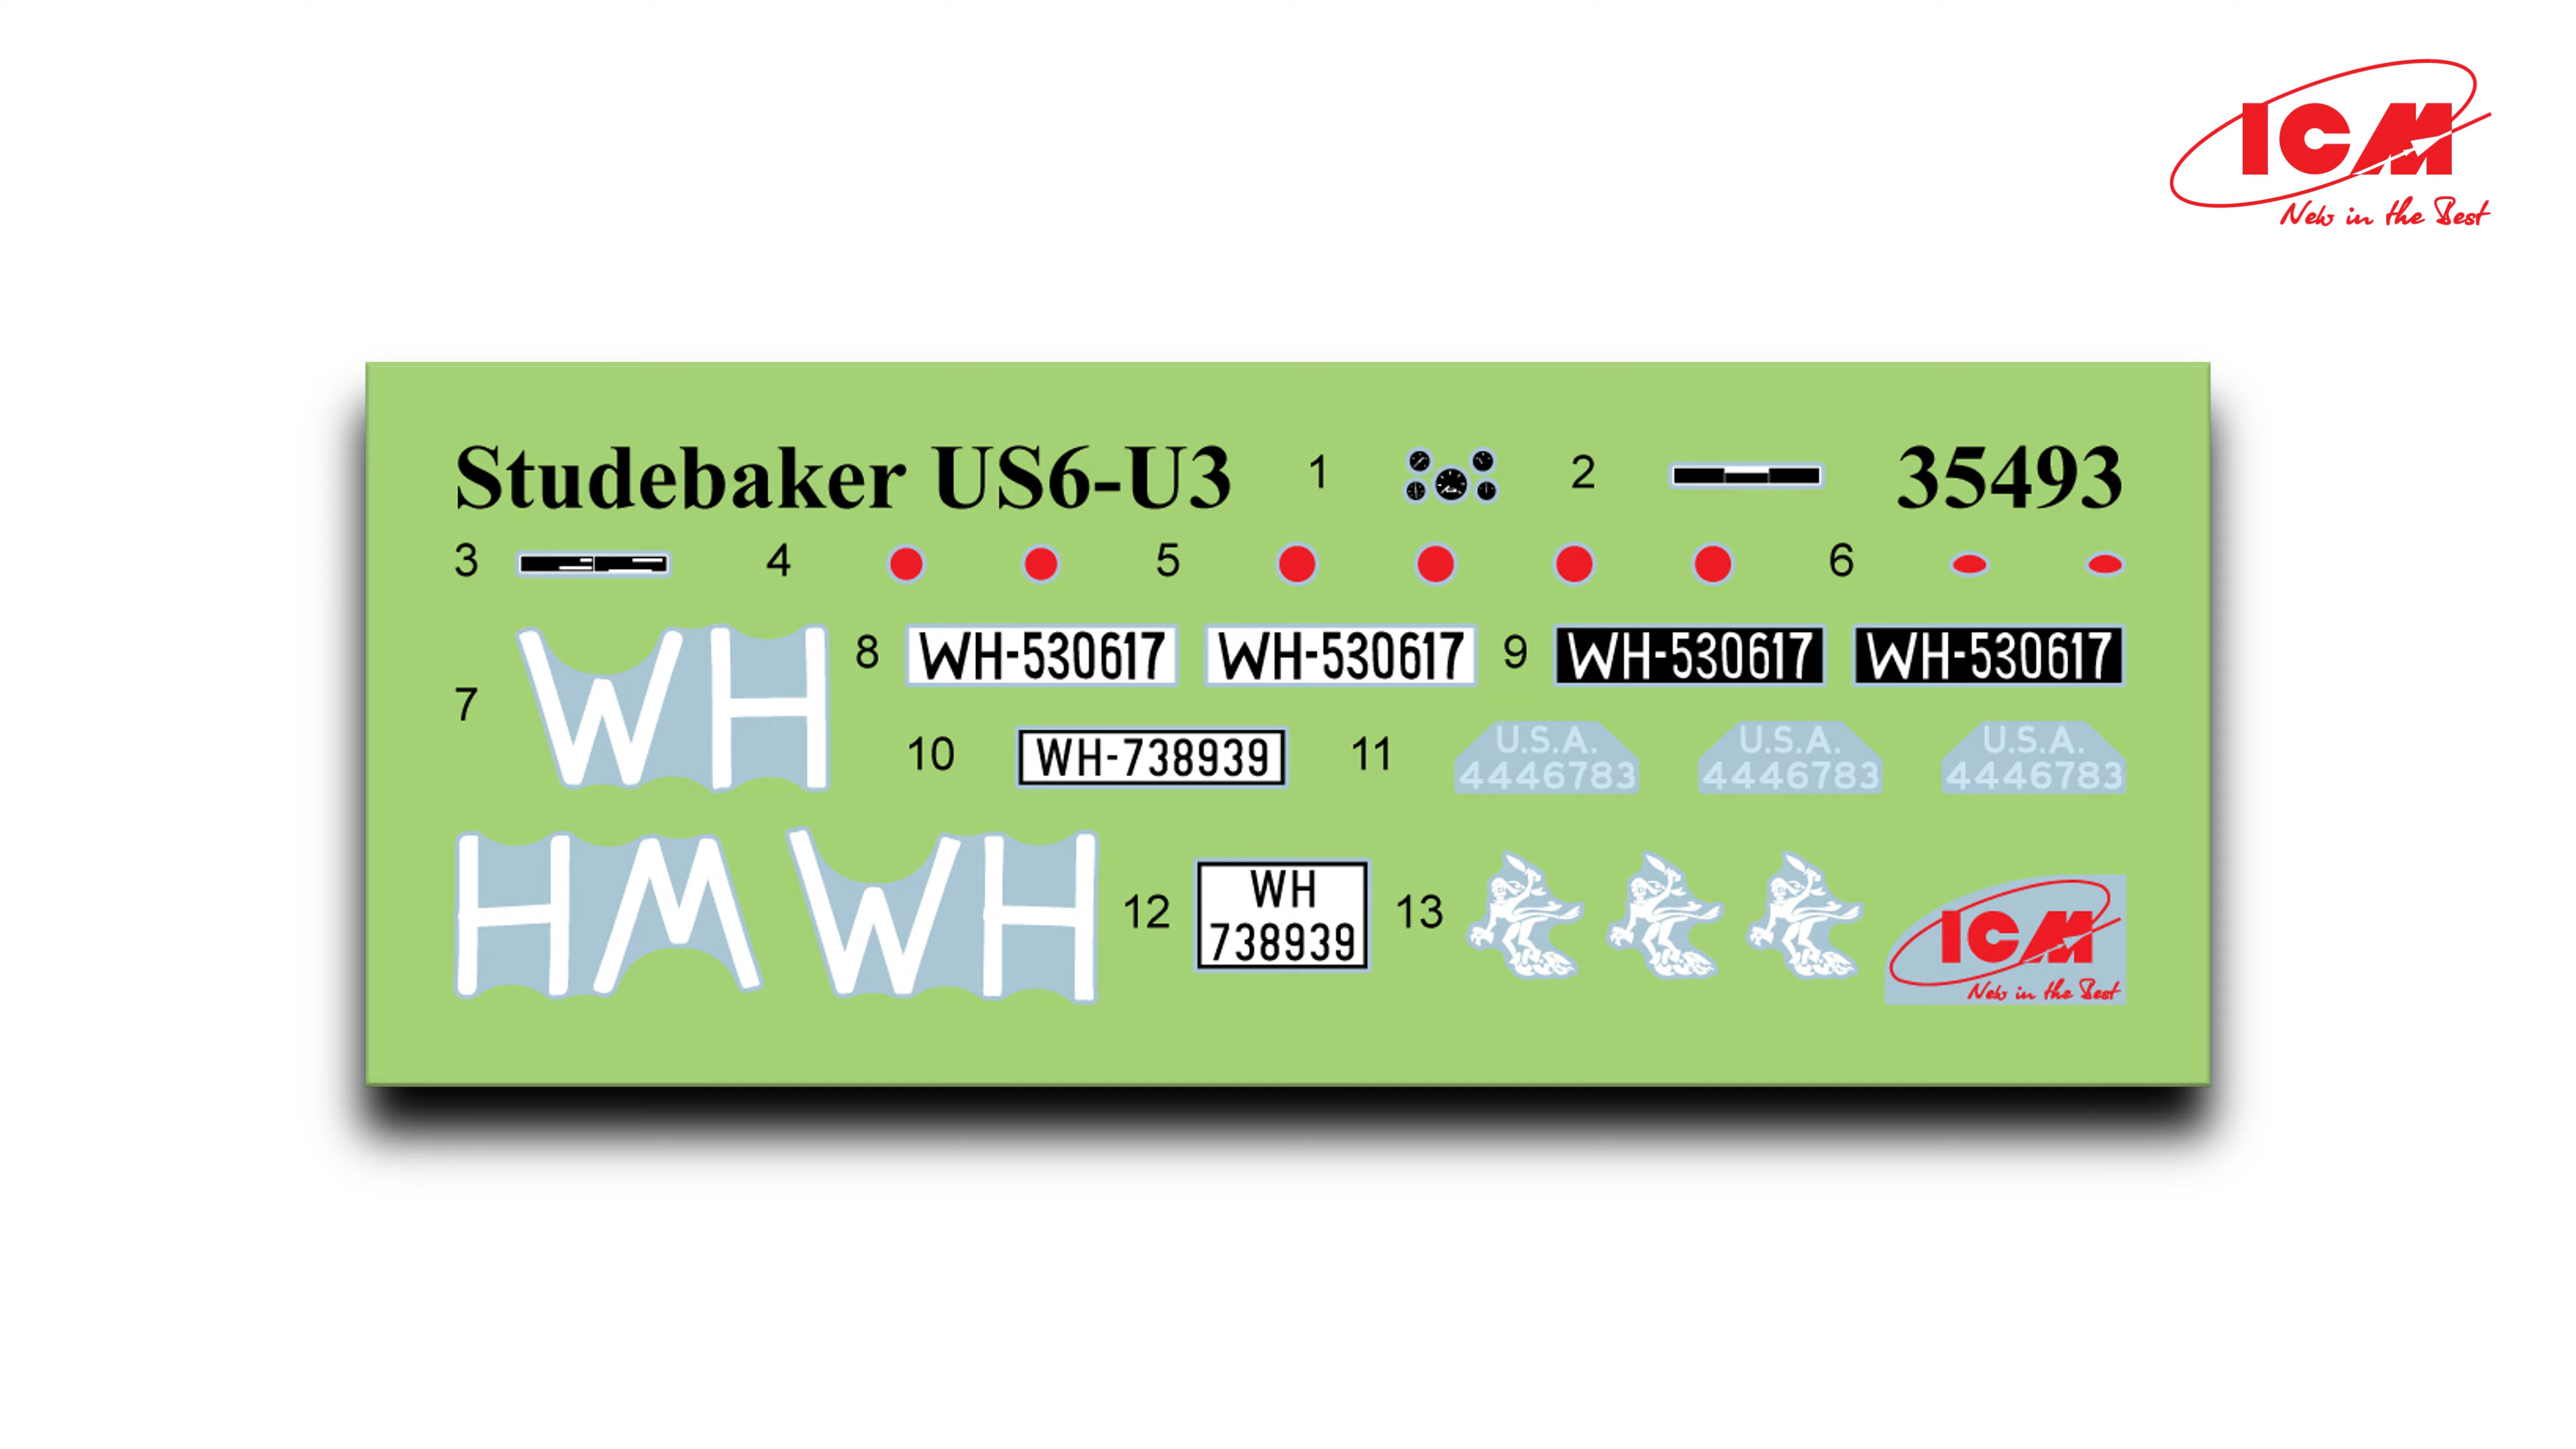 ICM
New in the Best
Studebaker US6-U3 1 2 35493
3 4 5 6
7 WH 8 WH-530617 WH-530617 9 WH-530617 WH-530617
10 WH-738939 11 U.S.A. U.S.A. U.S.A.
4446783 4446783 4446783
HM WH 12 WH 13
738939
ICM
New in the Best